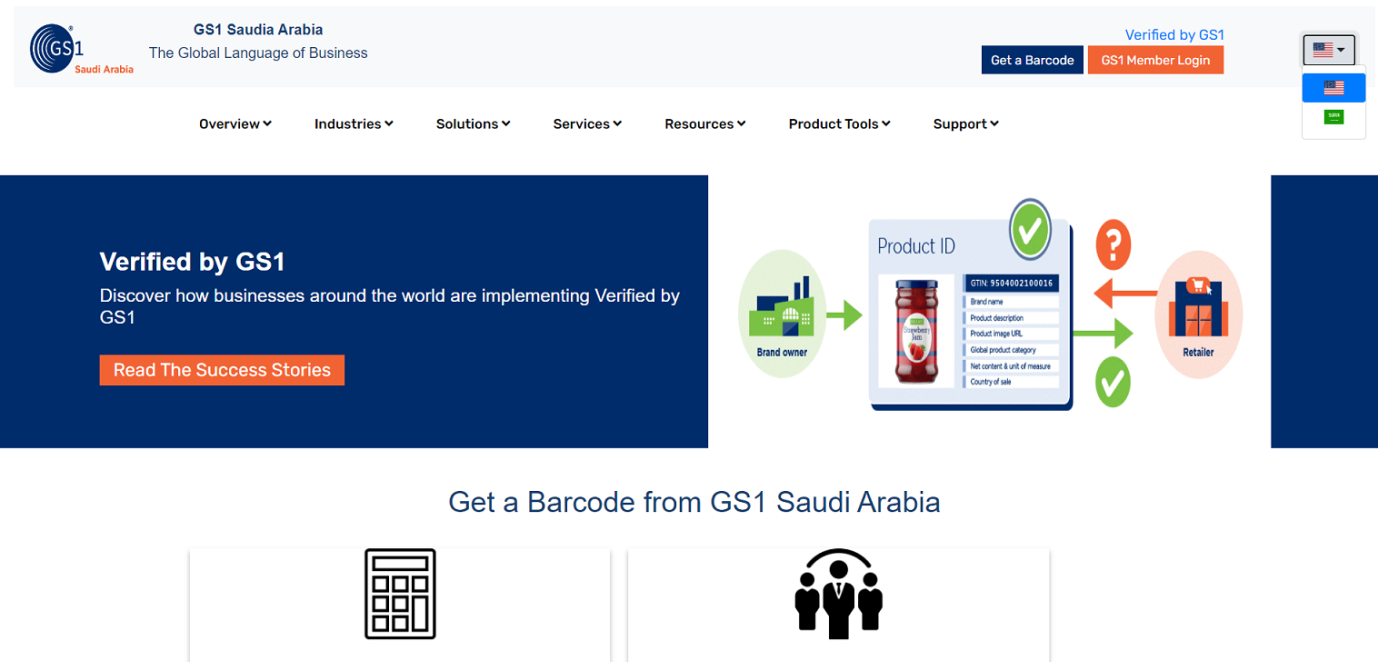 GS1
Saudi Arabia
GS1 Saudia Arabia
The Global Language of Business
Verified by GS1
Get a Barcode
GS1 Member Login
Overview
Industries
Solutions
Services
Resources
Product Tools
Support
Verified by GS1
Discover how businesses around the world are implementing Verified by
GS1
Read The Success Stories
Brand owner
Product ID
Strawberry
Jam
GTIN: 9504002100016
Brand name
Product description
Product image URL
Global product category
Net content & unit of measure
Country of sale
?
Retailer
Get a Barcode from GS1 Saudi Arabia